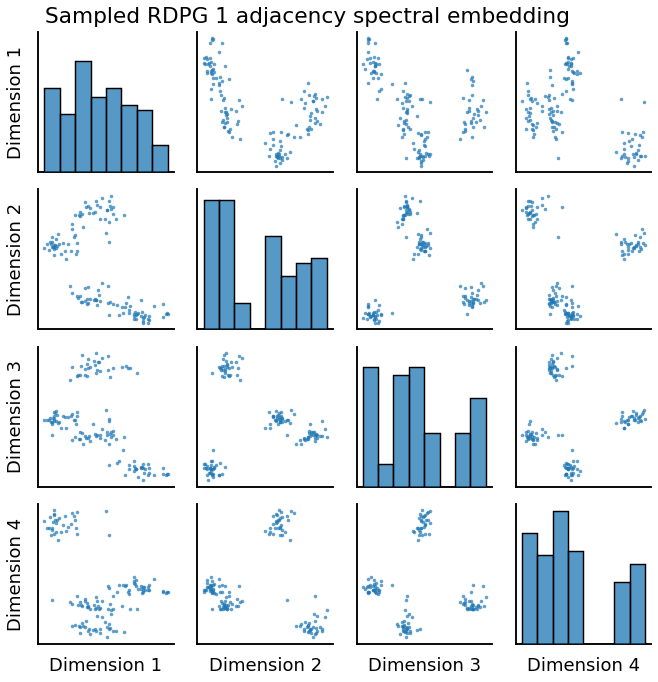 Sampled RDPG 1 adjacency spectral embedding
Dimension 1
Dimension 2
Dimension 3
Dimension 4
Dimension 1 Dimension 2 Dimension 3 Dimension 4